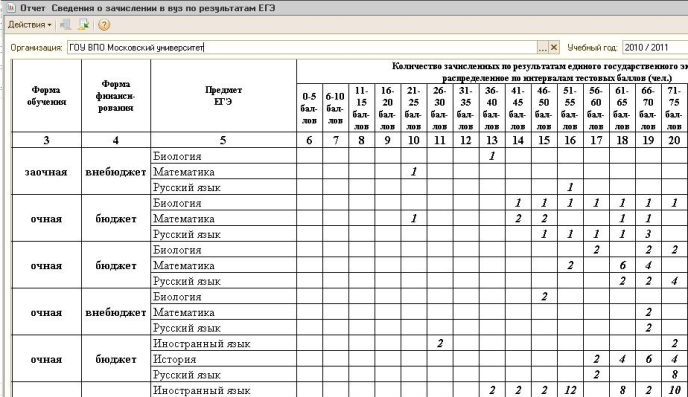 Отчет Сведения о зачислении в вуз по результатам ЕГЭ
Действия
Организация: ГОУ ВПО Московский университет ... × Учебный год: 2010 / 2011
Количество зачисленных по результатам единого государственного
распределенное по интервалам тестовых баллов (чел.)
Форма обучения Форма финанси-рования Предмет ЕГЭ 0-5 бал-лов 6-10 бал-лов 11-15 бал-лов 16-20 бал-лов 21-25 бал-лов 26-30 бал-лов 31-35 бал-лов 36-40 бал-лов 41-45 бал-лов 46-50 бал-лов 51-55 бал-лов 56-60 бал-лов 61-65 бал-лов 66-70 бал-лов 71-75 бал-лов
3 4 5 6 7 8 9 10 11 12 13 14 15 16 17 18 19 20
Биология 1
заочная внебюджет Математика 1
Русский язык 1
Биология 1 1 1 1 1 1 1
очная бюджет Математика 1 2 2 1 1
Русский язык 1 1 1 1 3
Биология 2 2 2
очная бюджет Математика 2 6 4
Русский язык 2 2 4
Биология 2
очная внебюджет Математика 2
Русский язык 2
Иностранный язык 2 2
очная бюджет История 2 4 6 4
Русский язык 2 8
Иностранный язык 2 2 2 12 8 2 10